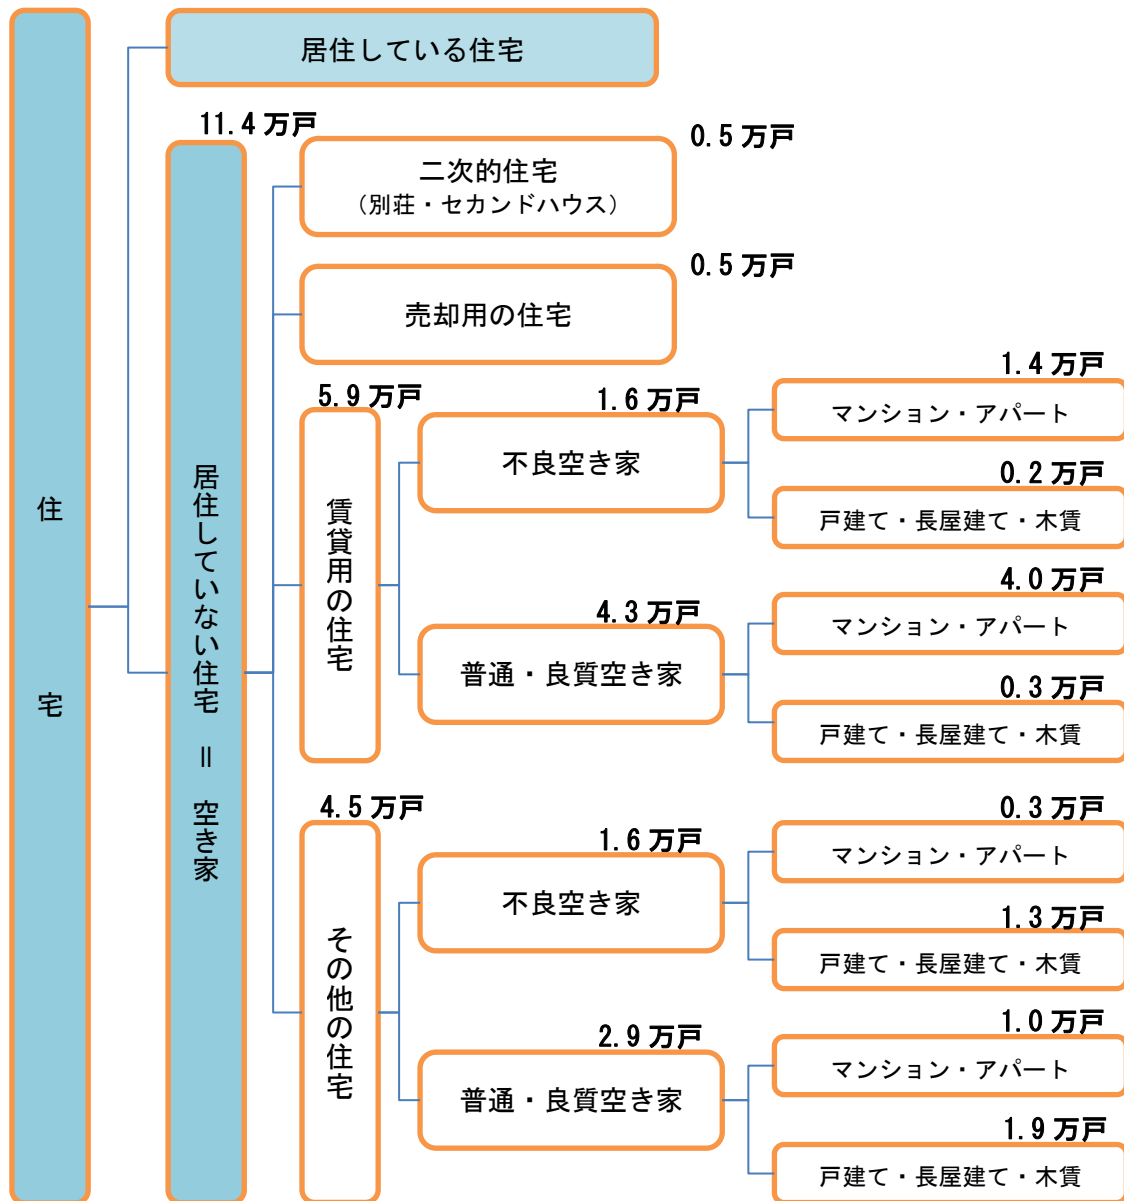 住宅
居住している住宅
11.4 万戸
居住していない住宅 ＝ 空き家
0.5 万戸
二次的住宅
（別荘・セカンドハウス）
0.5 万戸
売却用の住宅
5.9 万戸
賃貸用の住宅
1.6 万戸
不良空き家
1.4 万戸
マンション・アパート
0.2 万戸
戸建て・長屋建て・木賃
4.3 万戸
普通・良質空き家
4.0 万戸
マンション・アパート
0.3 万戸
戸建て・長屋建て・木賃
4.5 万戸
その他の住宅
1.6 万戸
不良空き家
0.3 万戸
マンション・アパート
1.3 万戸
戸建て・長屋建て・木賃
2.9 万戸
普通・良質空き家
1.0 万戸
マンション・アパート
1.9 万戸
戸建て・長屋建て・木賃